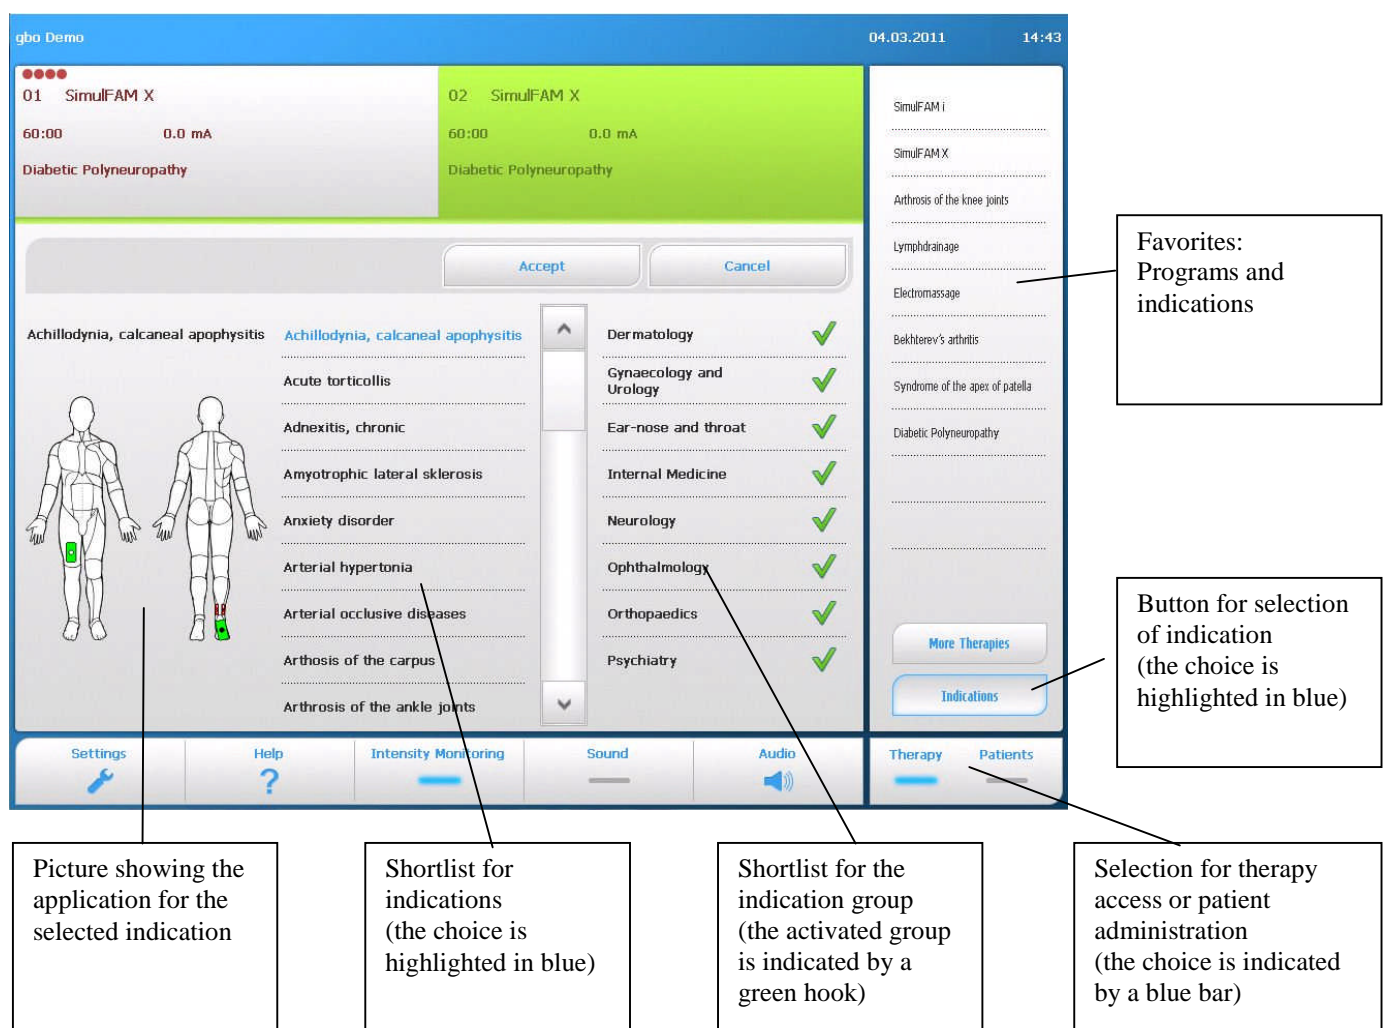 gbo Demo
04.03.2011 14:43
01 SimulFAM X
60:00 0.0 mA
Diabetic Polyneuropathy
02 SimulFAM X
60:00 0.0 mA
Diabetic Polyneuropathy
Accept Cancel
Achillodynia, calcaneal apophysitis
Achillodynia, calcaneal apophysitis
Acute torticollis
Adnexitis, chronic
Amyotrophic lateral sklerosis
Anxiety disorder
Arterial hypertonia
Arterial occlusive diseases
Arthosis of the carpus
Arthrosis of the ankle joints
Dermatology
Gynaecology and
Urology
Ear-nose and throat
Internal Medicine
Neurology
Ophthalmology
Orthopaedics
Psychiatry
SimulFAM i
SimulFAM X
Arthrosis of the knee joints
Lymphdrainage
Electromassage
Bekhterev's arthritis
Syndrome of the apex of patella
Diabetic Polyneuropathy
More Therapies
Indications
Settings Help Intensity Monitoring Sound Audio Therapy Patients
Favorites:
Programs and
indications
Button for selection
of indication
(the choice is
highlighted in blue)
Picture showing the
application for the
selected indication
Shortlist for
indications
(the choice is
highlighted in blue)
Shortlist for the
indication group
(the activated group
is indicated by a
green hook)
Selection for therapy
access or patient
administration
(the choice is indicated
by a blue bar)